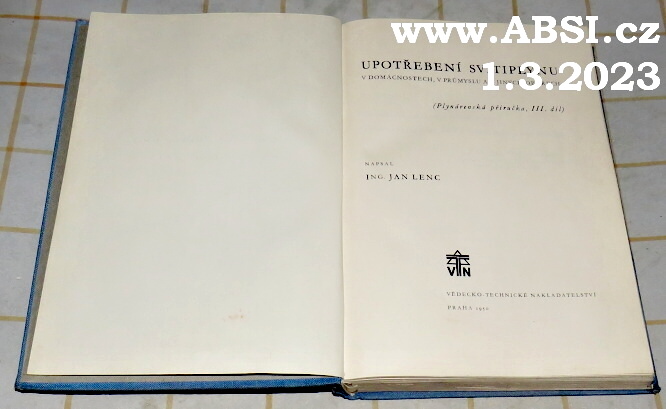 www.ABSI.cz
UPOTŘEBENÍ SVÍTIPLYNU
V DOMÁCNOSTECH, V PRŮMYSLU A
1.3.2023
(Plynárenská příručka, III. díl)
NAPSAL
ING. JAN LENC
VTN
VĚDECKO-TECHNICKÉ NAKLADATELSTVÍ
PRAHA